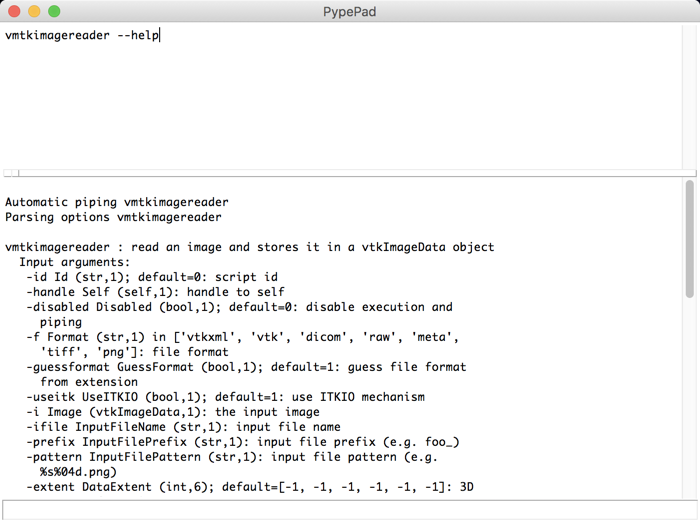 PypePad
vmtkimagereader --help
Automatic piping vmtkimagereader
Parsing options vmtkimagereader
vmtkimagereader : read an image and stores it in a vtkImageData object
Input arguments:
-id Id (str,1); default=0: script id
-handle Self (self,1): handle to self
-disabled Disabled (bool,1); default=0: disable execution and
piping
-f Format (str,1) in ['vtkxml', 'vtk', 'dicom', 'raw', 'meta',
'tiff', 'png']: file format
-guessformat GuessFormat (bool,1); default=1: guess file format
from extension
-useitk UseITKIO (bool,1); default=1: use ITKIO mechanism
-i Image (vtkImageData,1): the input image
-ifile InputFileName (str,1): input file name
-prefix InputFilePrefix (str,1): input file prefix (e.g. foo_)
-pattern InputFilePattern (str,1): input file pattern (e.g.
%s%04d.png)
-extent DataExtent (int,6); default=[-1, -1, -1, -1, -1, -1]: 3D